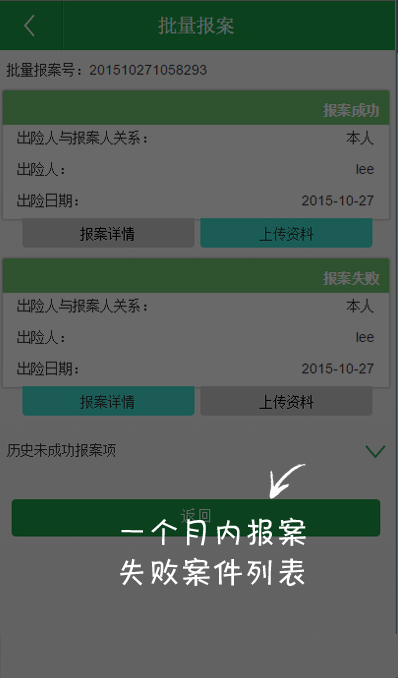 批量报案
批量报案号：201510271058293
报案成功
出险人与报案人关系： 本人
出险人： lee
出险日期： 2015-10-27
报案详情 上传资料
报案失败
出险人与报案人关系： 本人
出险人： lee
出险日期： 2015-10-27
报案详情 上传资料
历史未成功报案项
返回
一个月内报案
失败案件列表